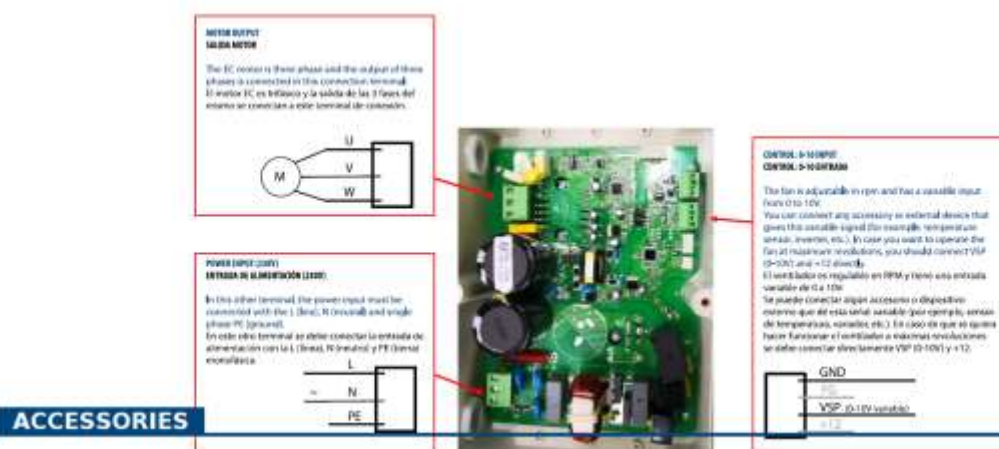 MOTOR OUTPUT
SALIDA MOTOR
The EC motor is three phase and the output of three
phases is connected in this connection terminal.
El motor EC es trifásico y la salida de las 3 fases del
mismo se conectan a este terminal de conexión.
U
V
W
M
POWER INPUT (230V)
ENTRADA DE ALIMENTACIÓN (230V)
In this other terminal, the power input must be
connected with the L (line), N (neutral) and single
phase PE (ground).
En este otro terminal se debe conectar la entrada de
alimentación con la L (línea), N (neutro) y PE (tierra)
monofásica.
L
~ N
PE
CONTROL: 0-10 INPUT
CONTROL: 0-10 ENTRADA
The fan is adjustable in rpm and has a variable input
from 0 to 10V.
You can connect any accessory or external device that
gives this variable signal (for example, temperature
sensor, inverter, etc.). In case you want to operate the
fan at maximum revolutions, you should connect VSP
(0-10V) and +12 directly.
El ventilador es regulable en RPM y tiene una entrada
variable de 0 a 10V.
Se puede conectar algún accesorio o dispositivo
externo que de esta señal variable (por ejemplo, sensor
de temperatura, variador, etc.). En caso de que se quiera
hacer funcionar el ventilador a máximas revoluciones
se debe conectar directamente VSP (0-10V) y +12.
GND
FG
VSP (0-10V variable)
+12
ACCESSORIES